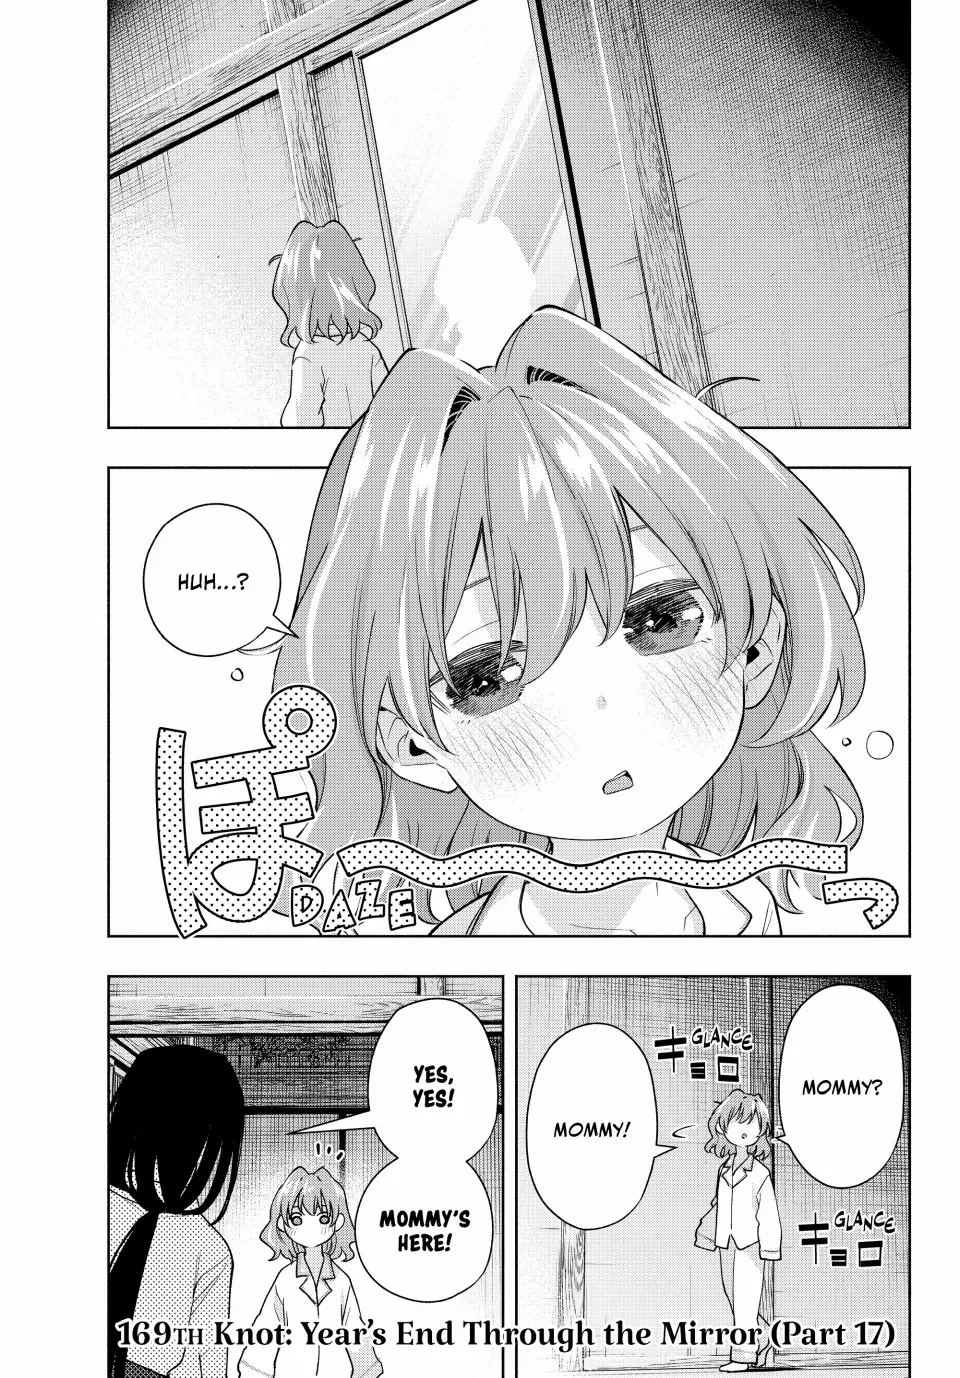 HUH...?
ぽ〜〜っ
DAZE
MOMMY?
GLANCE
キョロ
GLANCE
キョロ
MOMMY!
YES,
YES!
MOMMY'S
HERE!
169TH Knot: Year's End Through the Mirror (Part 17)